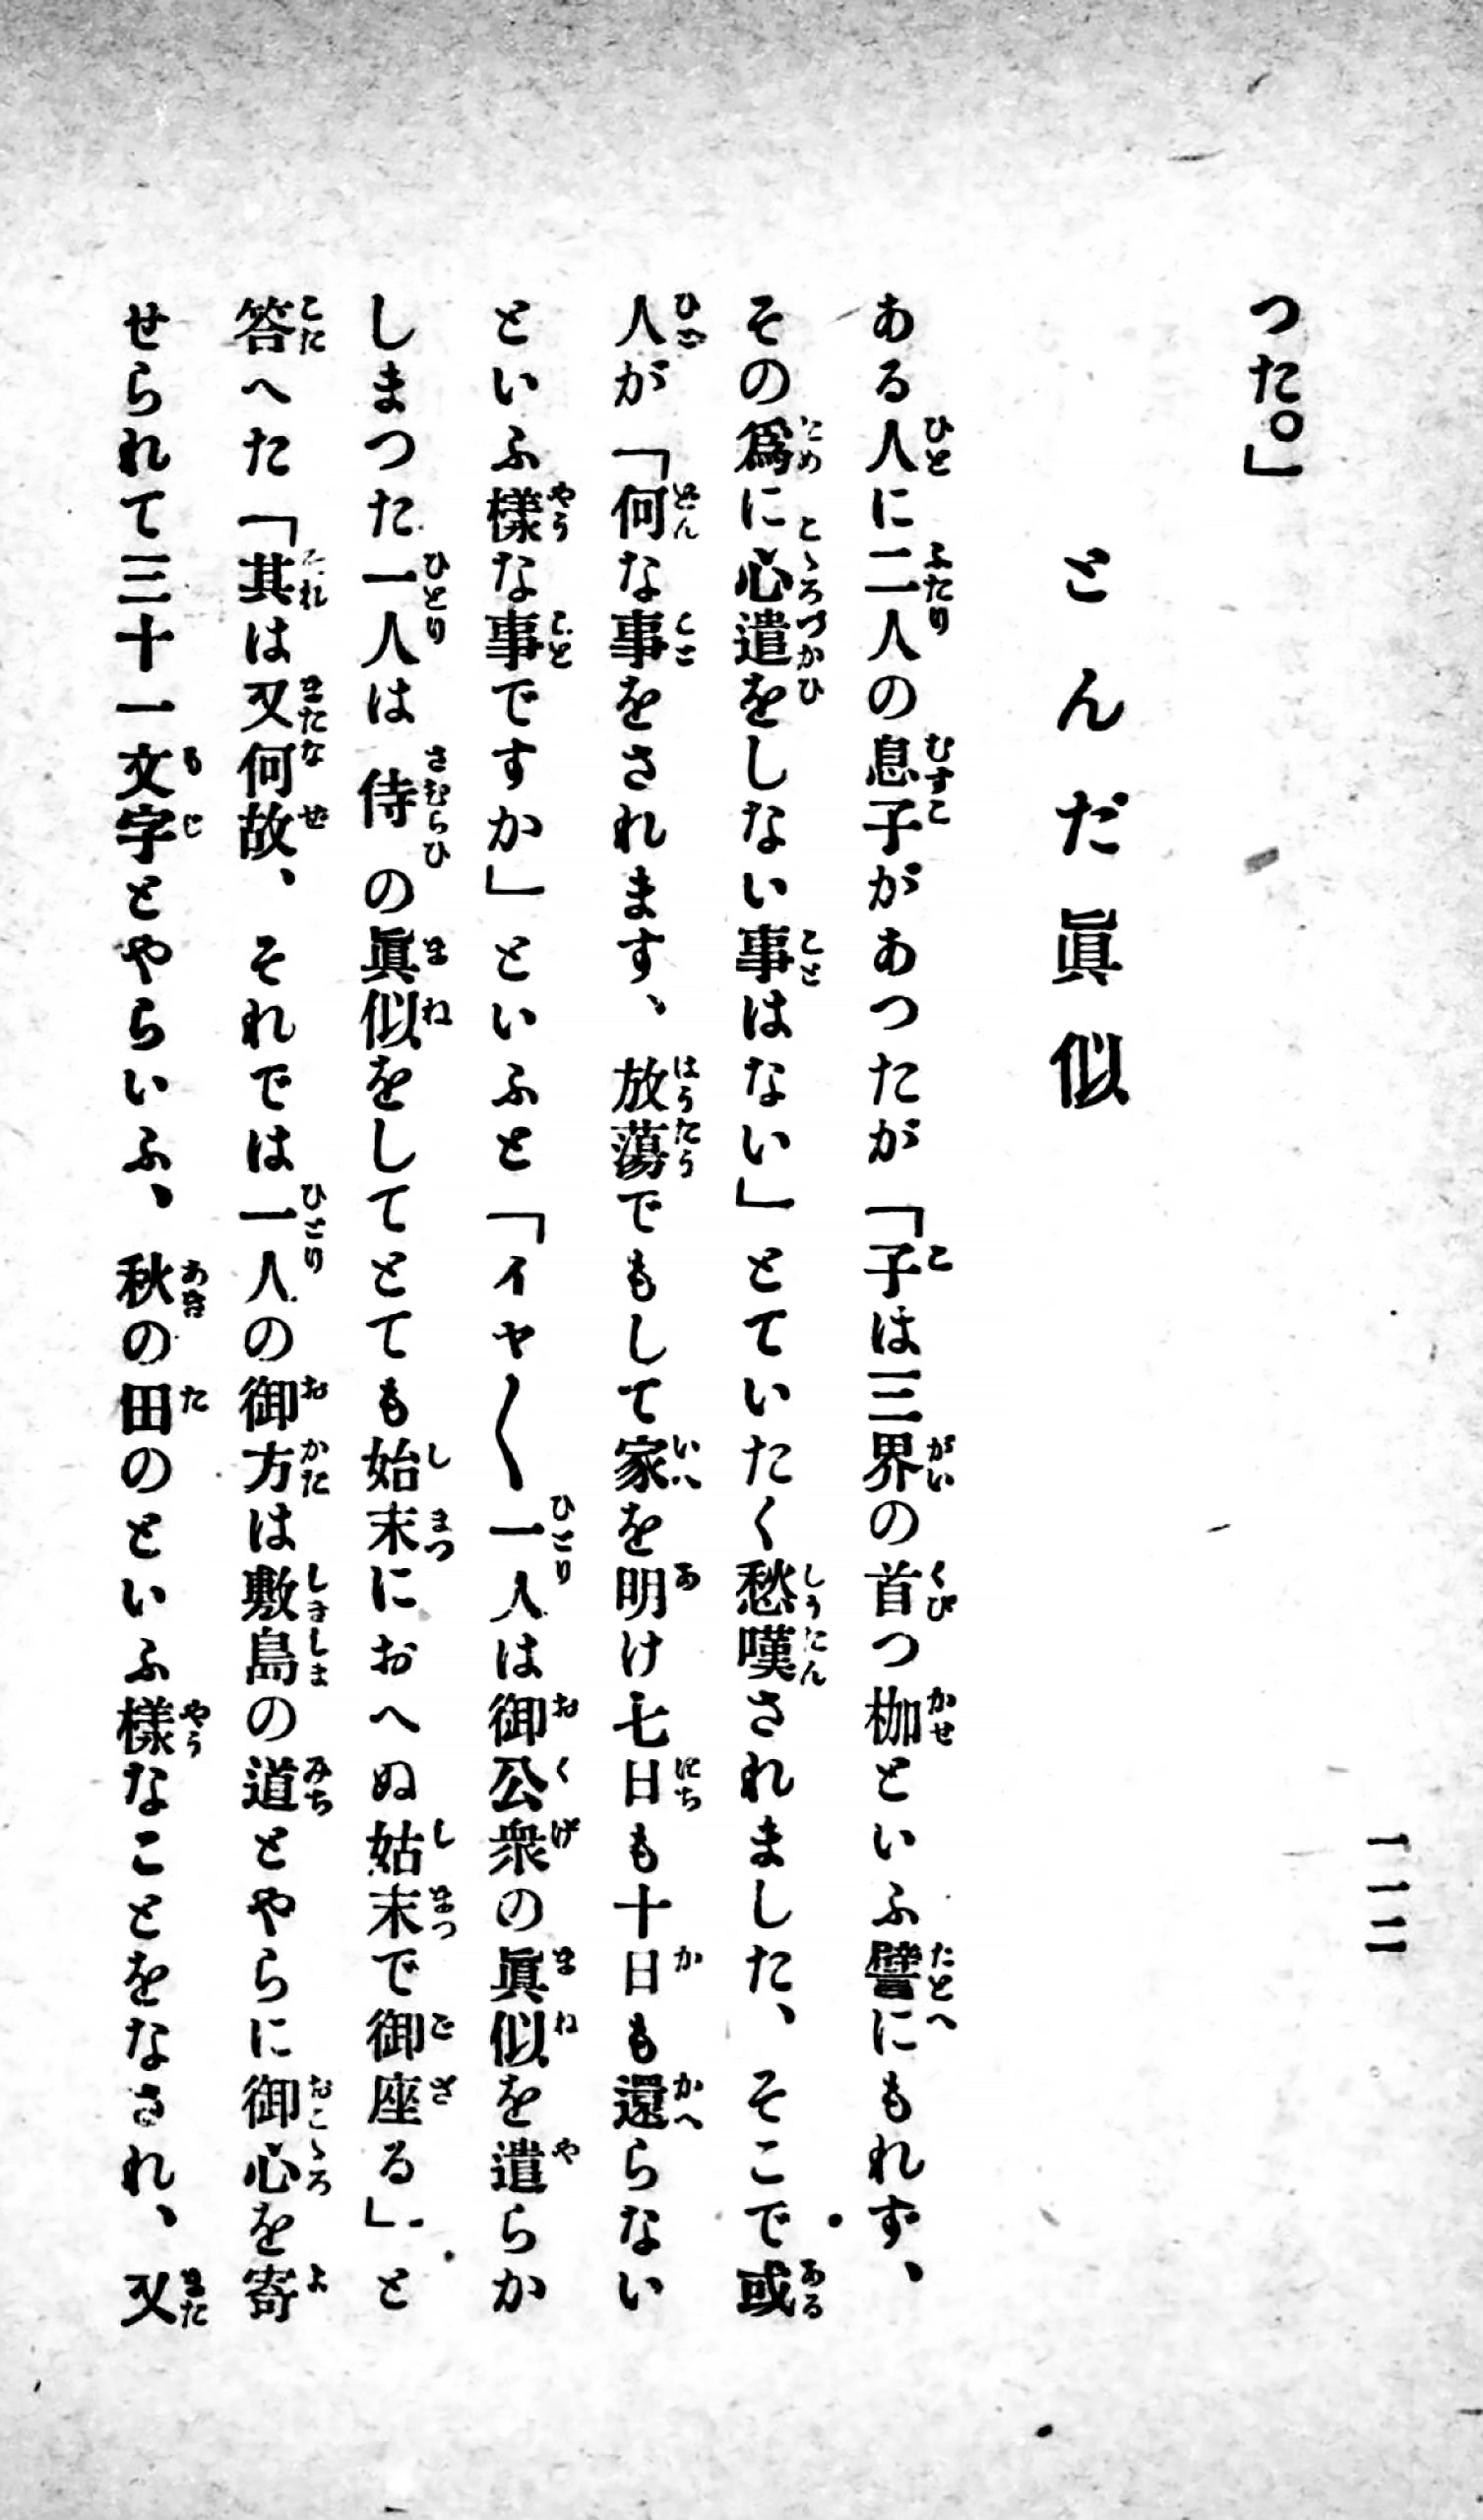 一一二
つた。」
とんだ眞似
ある人に二人の息子があつたが「子は三界の首つ枷といふ譬にもれず、
その爲に心遣をしない事はない」とていたく愁嘆されました、そこで或
人が「何な事をされます、放蕩でもして家を明け七日も十日も還らない
といふ樣な事ですか」といふと「イヤ〱一人は御公衆の眞似を遣らか
しまつた一人は侍の眞似をしてとても始末におへぬ姑末で御座る」と
答へた「其は又何故、それでは一人の御方は敷島の道とやらに御心を寄
せられて三十一文字とやらいふ、秋の田のといふ樣なことをなされ、又